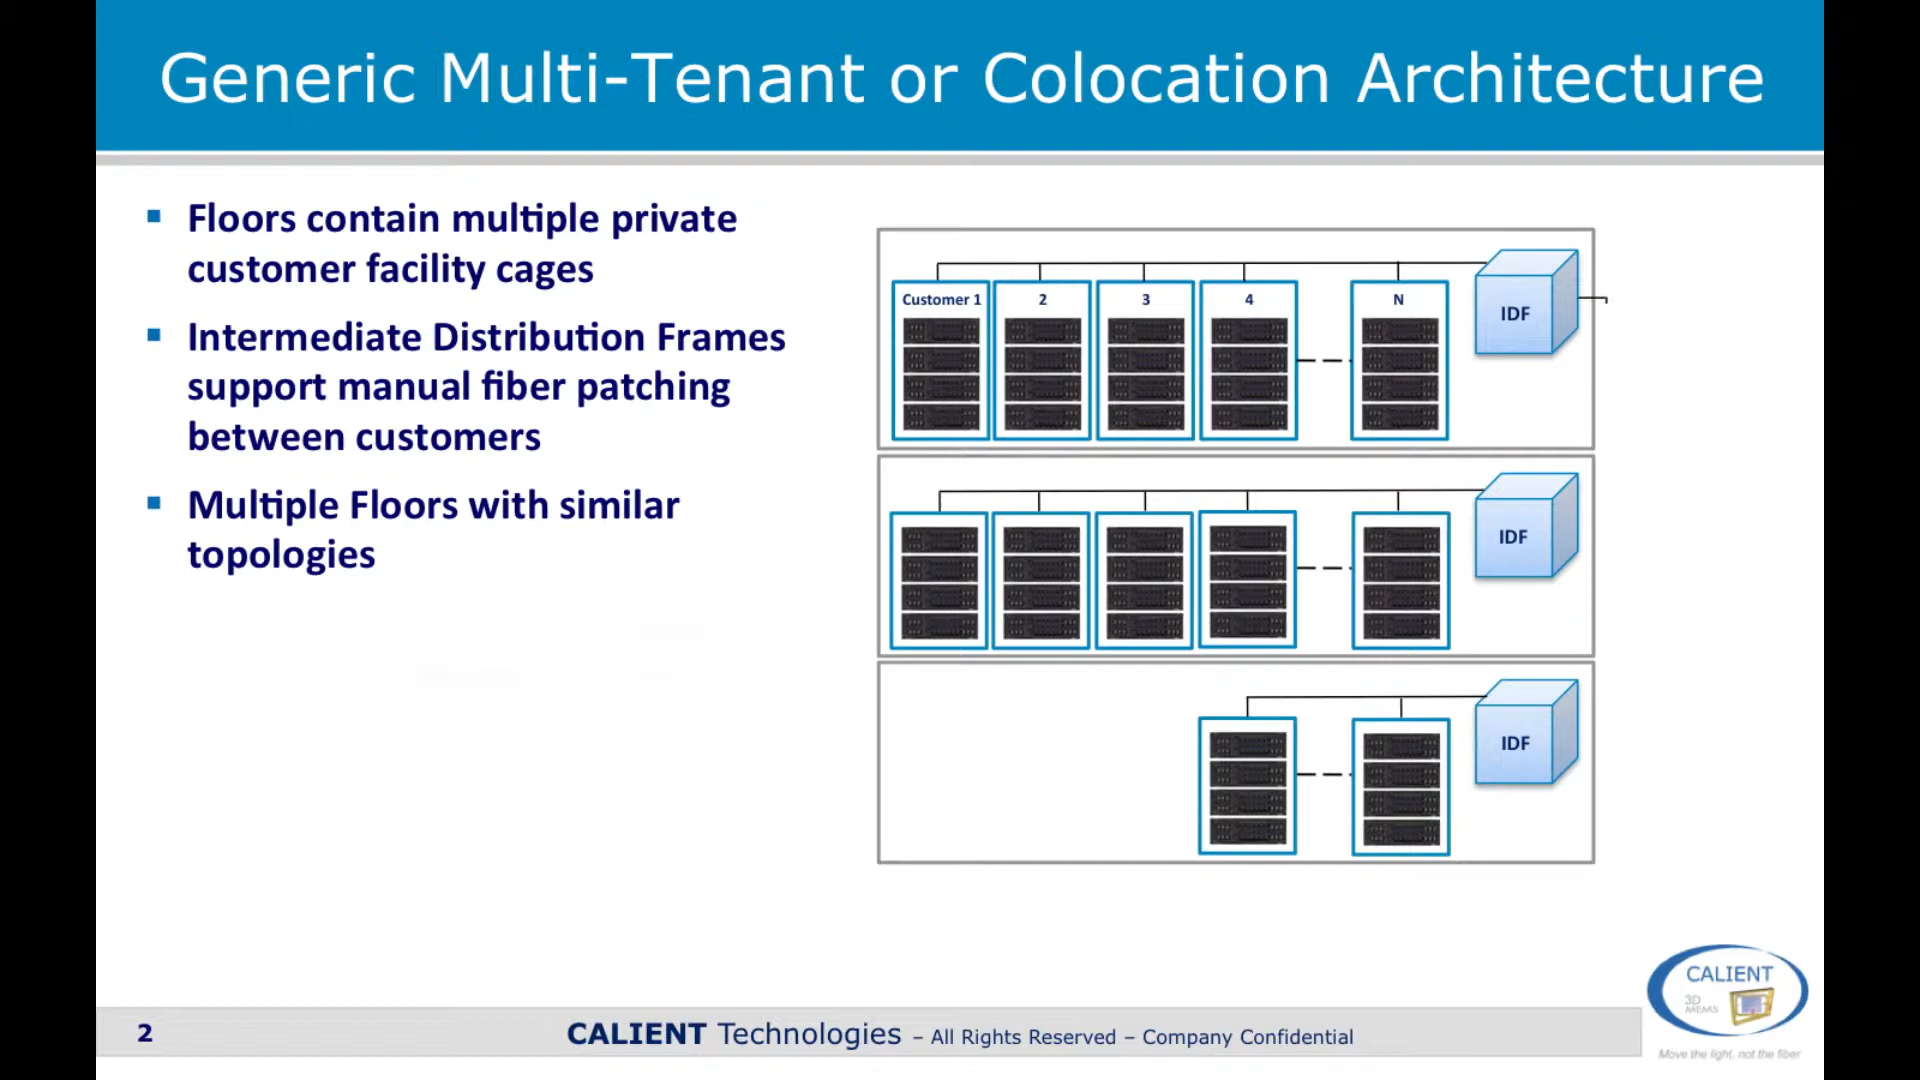 Generic Multi-Tenant or Colocation Architecture
▪ Floors contain multiple private
customer facility cages
▪ Intermediate Distribution Frames
support manual fiber patching
between customers
▪ Multiple Floors with similar
topologies
Customer 1 2 3 4 N
IDF
IDF
IDF
2
CALIENT Technologies – All Rights Reserved – Company Confidential
CALIENT
3D
MEMS
Move the light, not the fiber